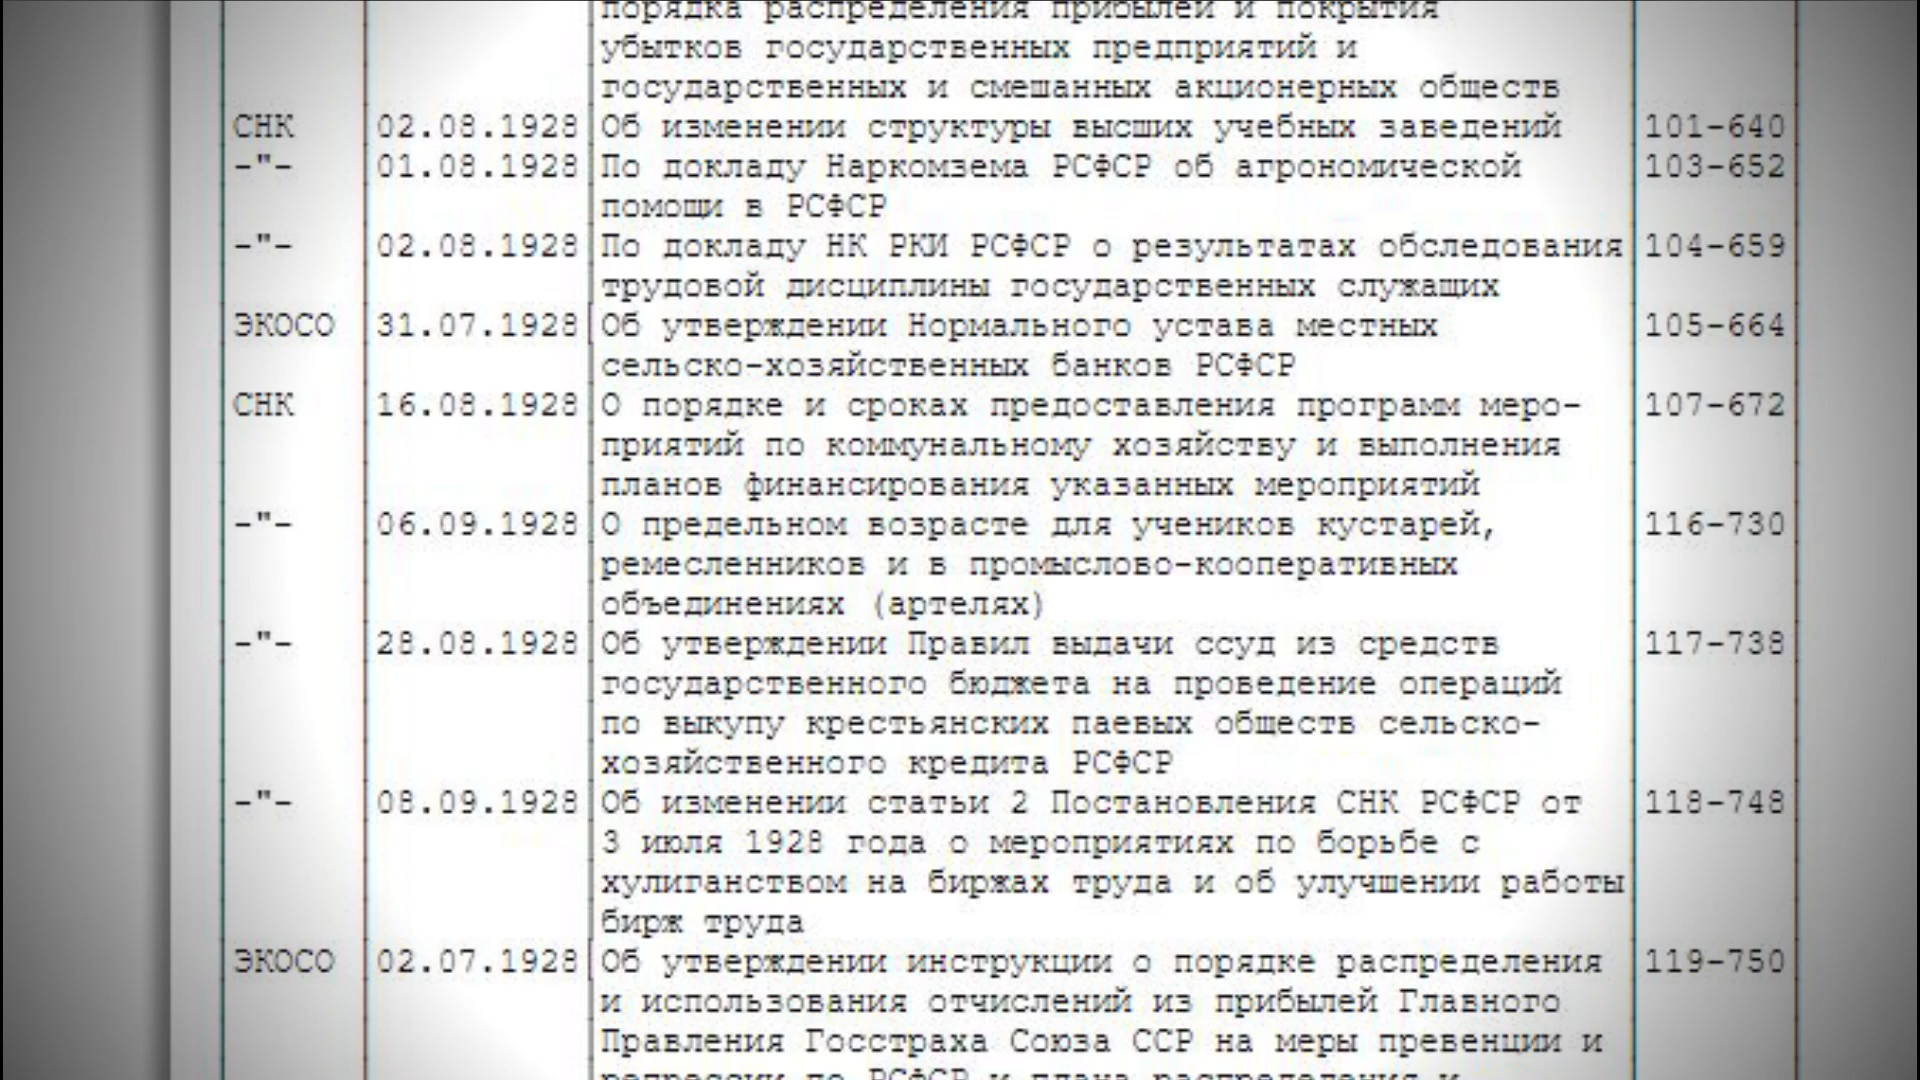 порядка распределения прибылей и покрытия
убытков государственных предприятий и
государственных и смешанных акционерных обществ
СНК 02.08.1928 Об изменении структуры высших учебных заведений 101-640
-"- 01.08.1928 По докладу Наркомзема РСФСР об агрономической 103-652
помощи в РСФСР
-"- 02.08.1928 По докладу НК РКИ РСФСР о результатах обследования 104-659
трудовой дисциплины государственных служащих
ЭКОСО 31.07.1928 Об утверждении Нормального устава местных 105-664
сельско-хозяйственных банков РСФСР
СНК 16.08.1928 О порядке и сроках предоставления программ меро- 107-672
приятий по коммунальному хозяйству и выполнения
планов финансирования указанных мероприятий
-"- 06.09.1928 О предельном возрасте для учеников кустарей, 116-730
ремесленников и в промыслово-кооперативных
объединениях (артелях)
-"- 28.08.1928 Об утверждении Правил выдачи ссуд из средств 117-738
государственного бюджета на проведение операций
по выкупу крестьянских паевых обществ сельско-
хозяйственного кредита РСФСР
-"- 08.09.1928 Об изменении статьи 2 Постановления СНК РСФСР от 118-748
3 июля 1928 года о мероприятиях по борьбе с
хулиганством на биржах труда и об улучшении работы
бирж труда
ЭКОСО 02.07.1928 Об утверждении инструкции о порядке распределения 119-750
и использования отчислений из прибылей Главного
Правления Госстраха Союза ССР на меры превенции и
репрессии по РСФСР и плана распределения и